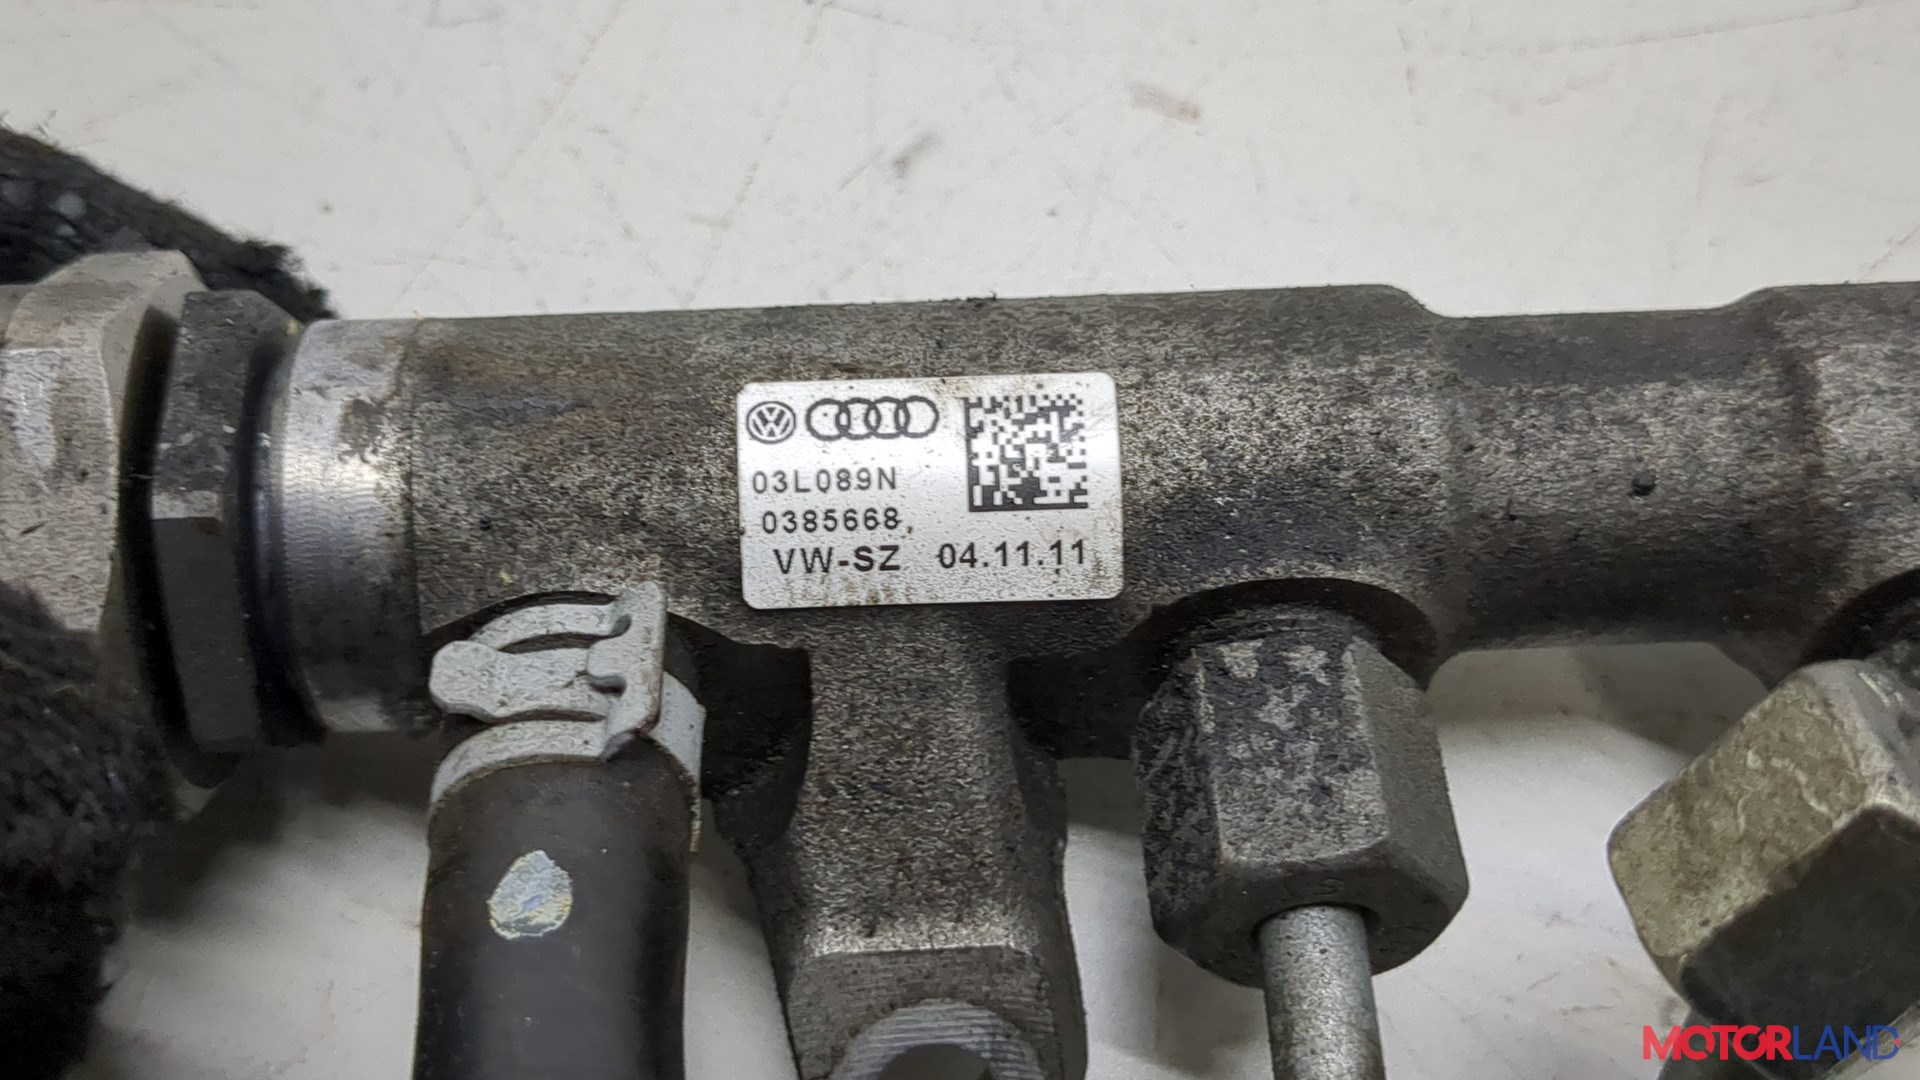 03L089N
0385668
VW-SZ 04.11.11
MOTORLAND